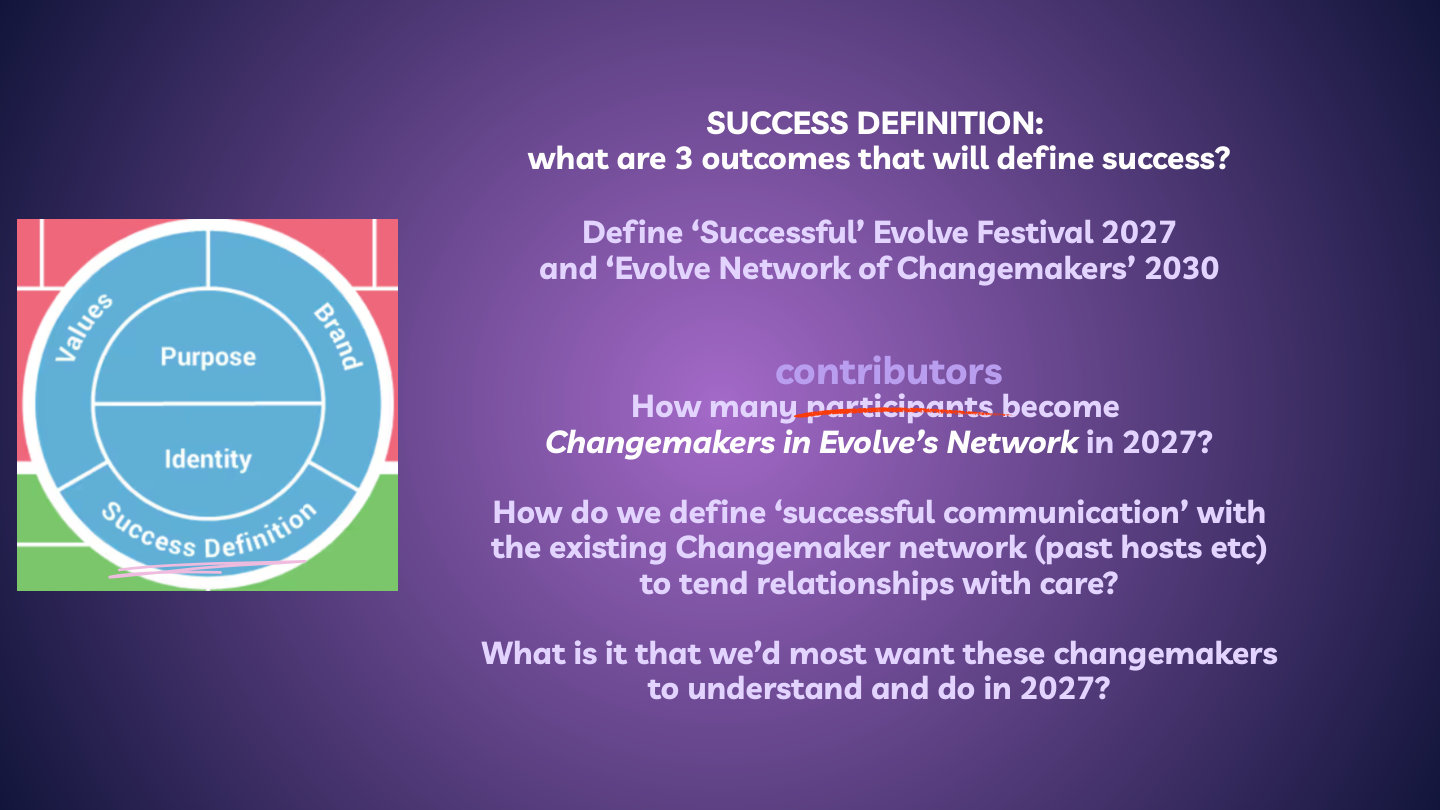 SUCCESS DEFINITION:
what are 3 outcomes that will define success?
Define ‘Successful’ Evolve Festival 2027
and ‘Evolve Network of Changemakers’ 2030
contributors
How many participants become
Changemakers in Evolve’s Network in 2027?
How do we define ‘successful communication’ with
the existing Changemaker network (past hosts etc)
to tend relationships with care?
What is it that we’d most want these changemakers
to understand and do in 2027?
Values
Brand
Purpose
Identity
Success Definition